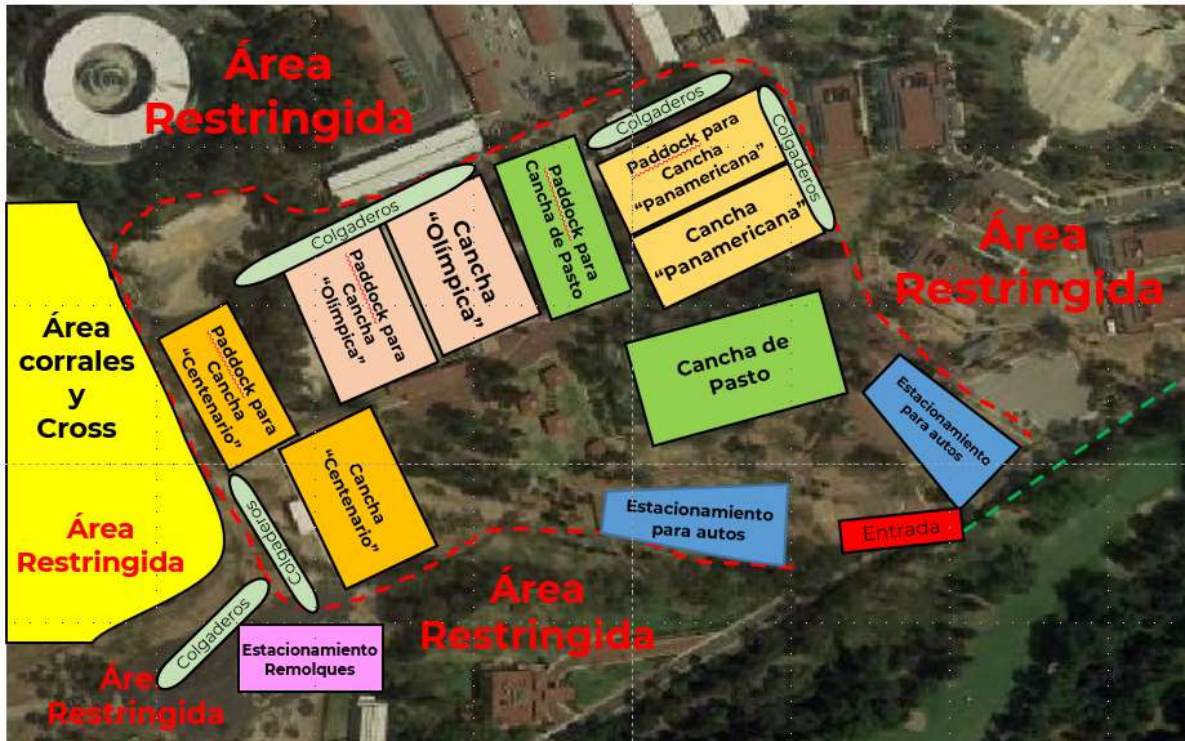 Área
Restringida
Colgaderos
Colgaderos
Paddock para
Cancha
“Panamericana”
Cancha
“Panamericana”
Paddock para
Cancha de Pasto
Colgaderos
Cancha
“Olímpica”
Paddock para
Cancha
“Olímpica”
Área
Restringida
Área
corrales
y
Cross
Área
Restringida
Paddock para
Cancha
“Centenario”
Cancha
“Centenario”
Cancha de
Pasto
Estacionamiento
para autos
Estacionamiento
para autos
Entrada
Colgaderos
Colgaderos
Área
Restringida
Estacionamiento
Remolques
Áre
Restringida